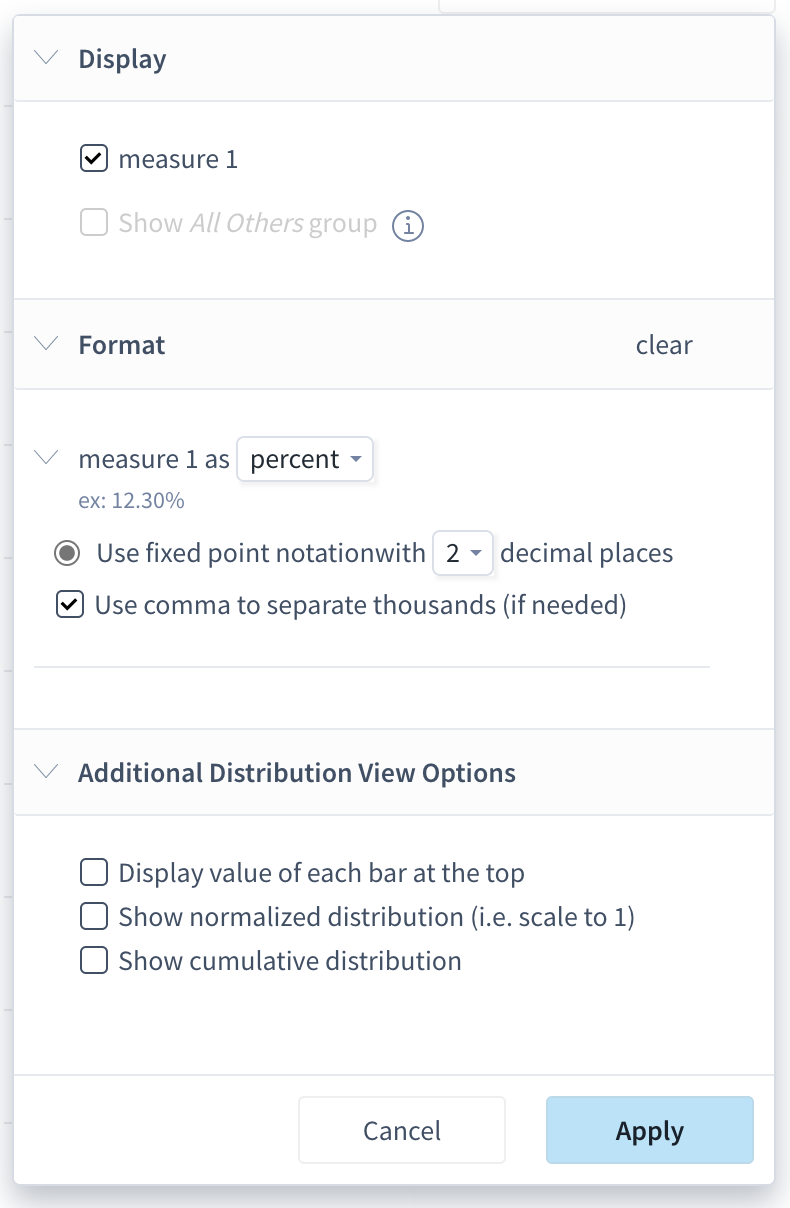 Display
measure 1
Show All Others group
Format clear
measure 1 as percent
ex: 12.30%
Use fixed point notationwith 2 decimal places
Use comma to separate thousands (if needed)
Additional Distribution View Options
Display value of each bar at the top
Show normalized distribution (i.e. scale to 1)
Show cumulative distribution
Cancel Apply